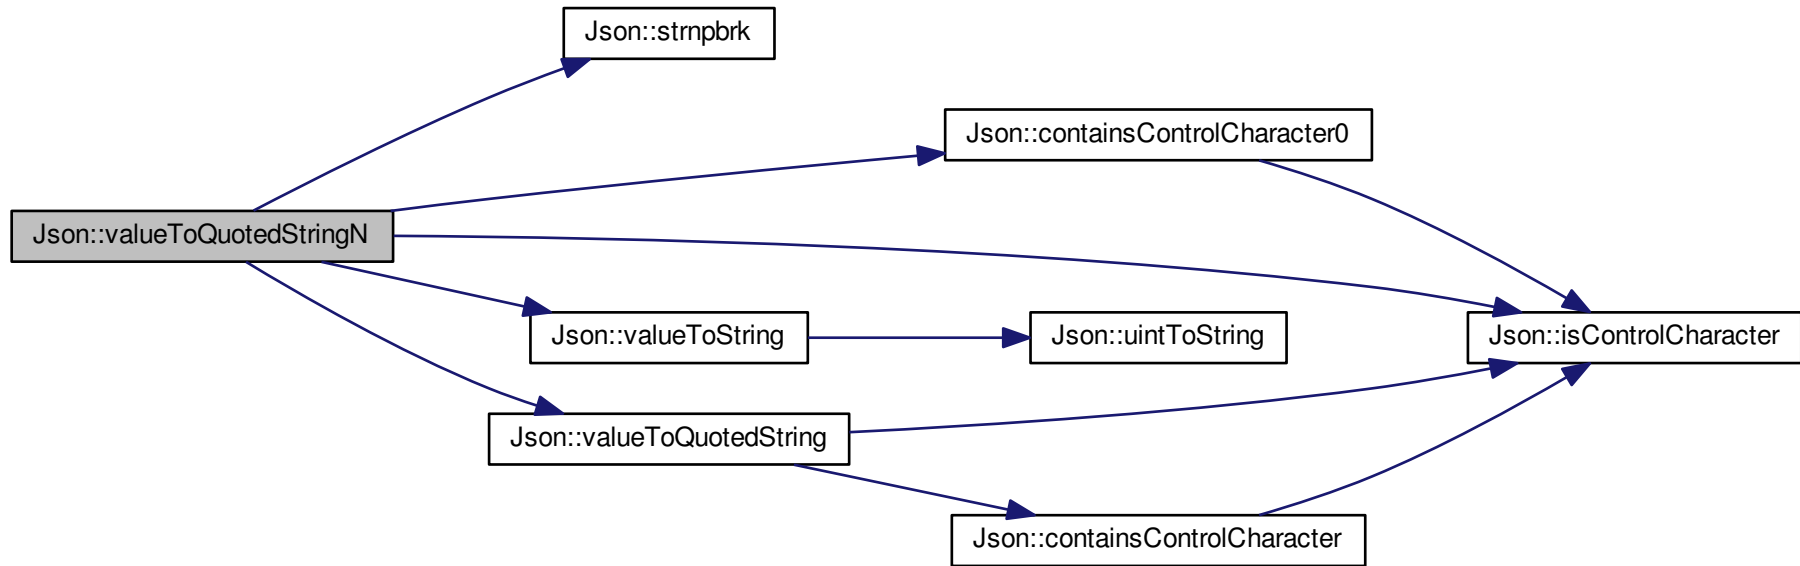 Json::strnpbrk
Json::containsControlCharacter0
Json::valueToQuotedStringN
Json::valueToString
Json::uintToString
Json::isControlCharacter
Json::valueToQuotedString
Json::containsControlCharacter